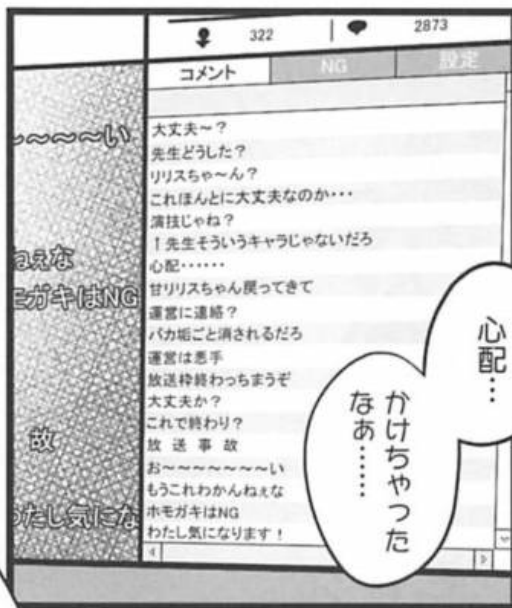 322
2873
コメント
NG
設定
大丈夫~?
先生どうした?
リリスちゃ~ん?
これほんとに大丈夫なのか・・・
演技じゃね?
↑先生そういうキャラじゃないだろ
心配・・・・・・
甘リリスちゃん戻ってきて
運営に連絡?
バカ垢ごと消されるだろ
運営は悪手
放送枠終わっちまうぞ
大丈夫か?
これで終わり?
放 送 事 故
お~~~~~~~い
もうこれわかんねぇな
ホモガキはNG
わたし気になります!
~~~~い
ねぇな
モガキはNG
故
わたし気にな
心配…
かけちゃった
なぁ……